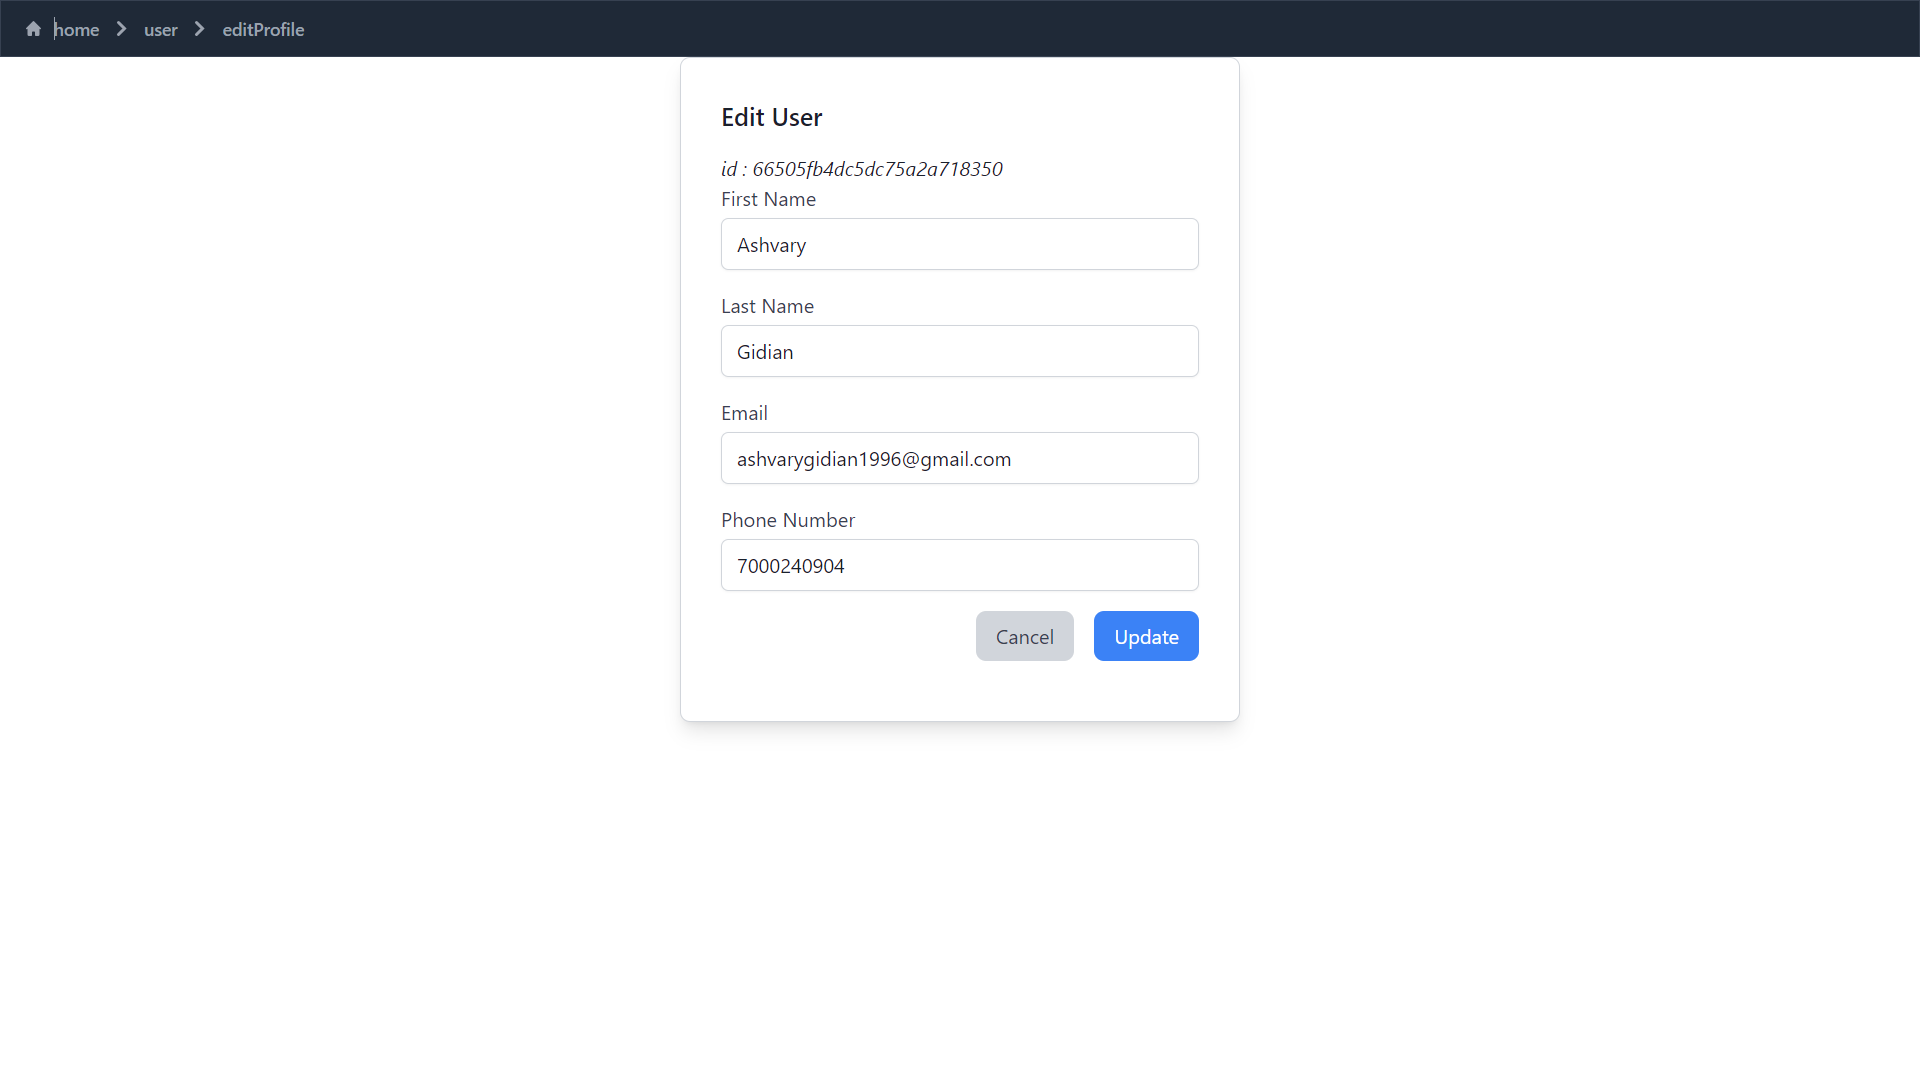 home user editProfile
Edit User
id : 66505fb4dc5dc75a2a718350
First Name
Ashvary
Last Name
Gidian
Email
ashvarygidian1996@gmail.com
Phone Number
7000240904
Cancel Update